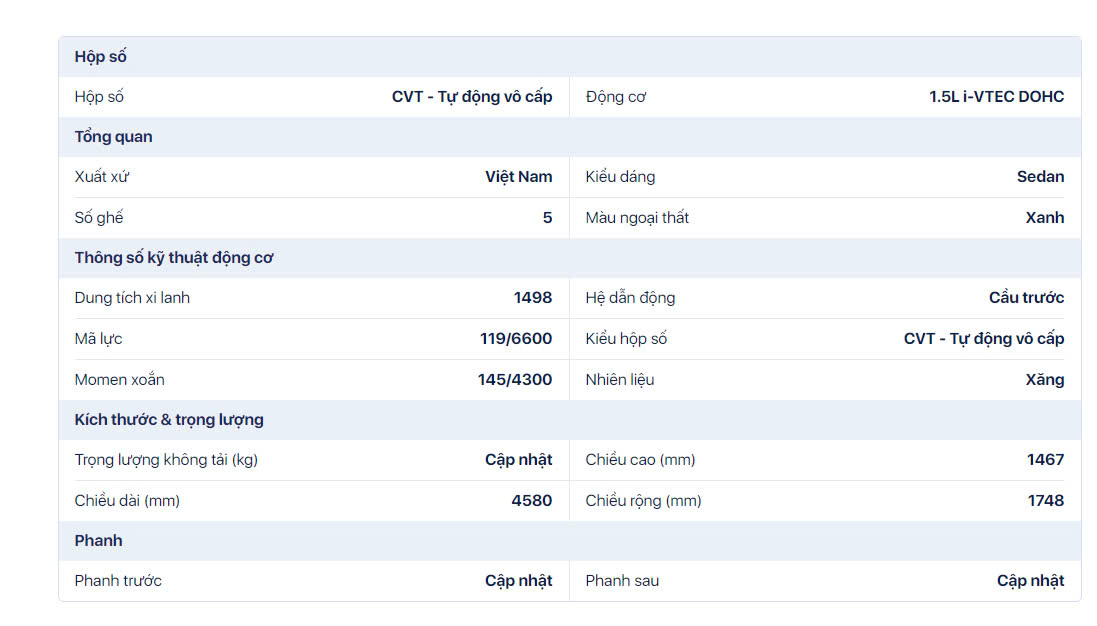 Hộp số
Hộp số CVT - Tự động vô cấp Động cơ 1.5L i-VTEC DOHC
Tổng quan
Xuất xứ Việt Nam Kiểu dáng Sedan
Số ghế 5 Màu ngoại thất Xanh
Thông số kỹ thuật động cơ
Dung tích xi lanh 1498 Hệ dẫn động Cầu trước
Mã lực 119/6600 Kiểu hộp số CVT - Tự động vô cấp
Momen xoắn 145/4300 Nhiên liệu Xăng
Kích thước & trọng lượng
Trọng lượng không tải (kg) Cập nhật Chiều cao (mm) 1467
Chiều dài (mm) 4580 Chiều rộng (mm) 1748
Phanh
Phanh trước Cập nhật Phanh sau Cập nhật